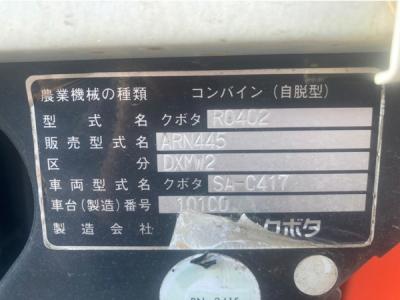 農業機械の種類 コンバイン (自脱型)
型式名 クボタ R0402
販売型式名 ARN445
区分 DXMW2
車両型式名 クボタ SA-C417
車台(製造)番号 10100
製造会社 クボタ